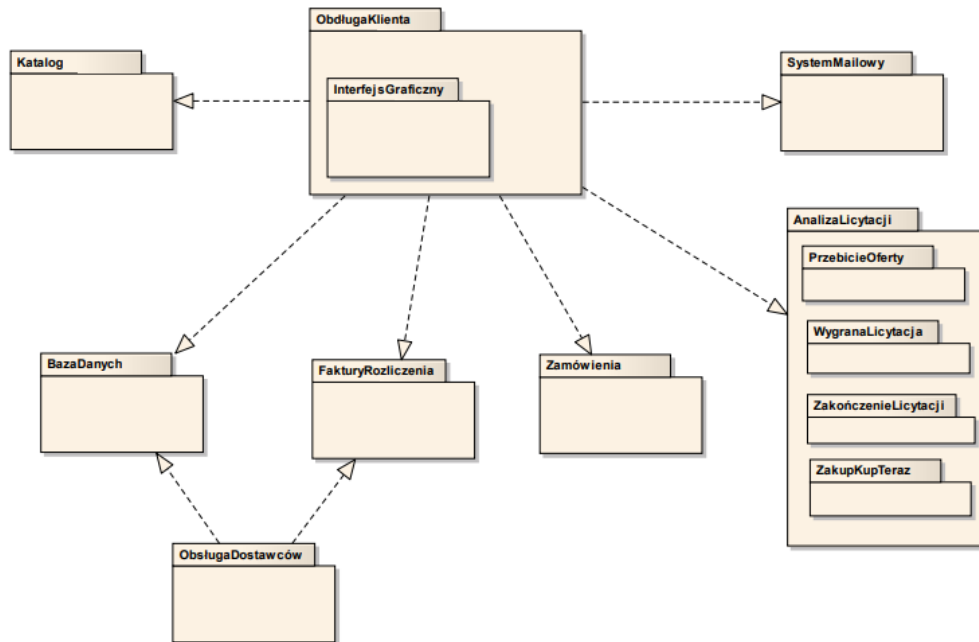 ObdługaKlienta
Katalog
SystemMailowy
InterfejsGraficzny
AnalizaLicytacji
PrzebicieOferty
WygranaLicytacja
BazaDanych
FakturyRozliczenia
Zamówienia
ZakończenieLicytacji
ZakupKupTeraz
ObsługaDostawców